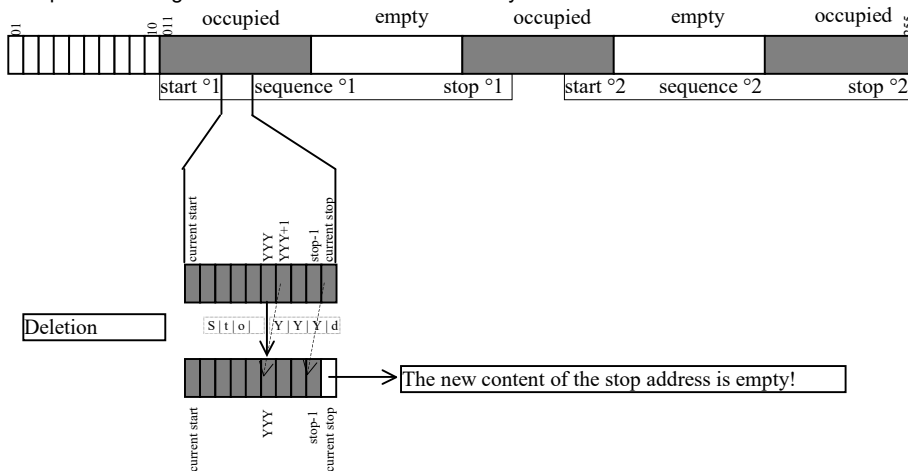 occupied empty occupied empty occupied
01 10 011 255
start °1 sequence °1 stop °1 start °2 sequence °2 stop °2
current start YYY YYY+1 stop-1 current stop
Deletion
S | t | o | Y | Y | Y | d
The new content of the stop address is empty!
current start YYY stop-1 current stop